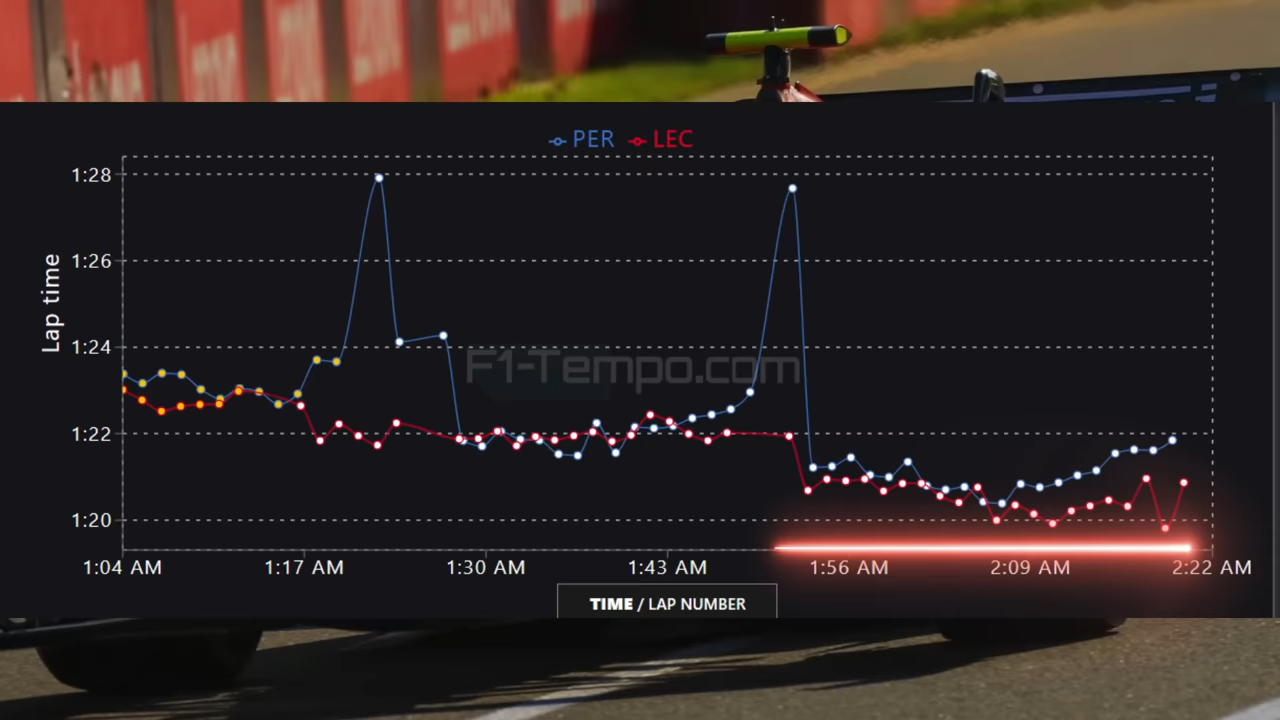 PER LEC
1:28
1:26
1:24
1:22
1:20
Lap time
F1-Tempo.com
1:04 AM 1:17 AM 1:30 AM 1:43 AM 1:56 AM 2:09 AM 2:22 AM
TIME / LAP NUMBER